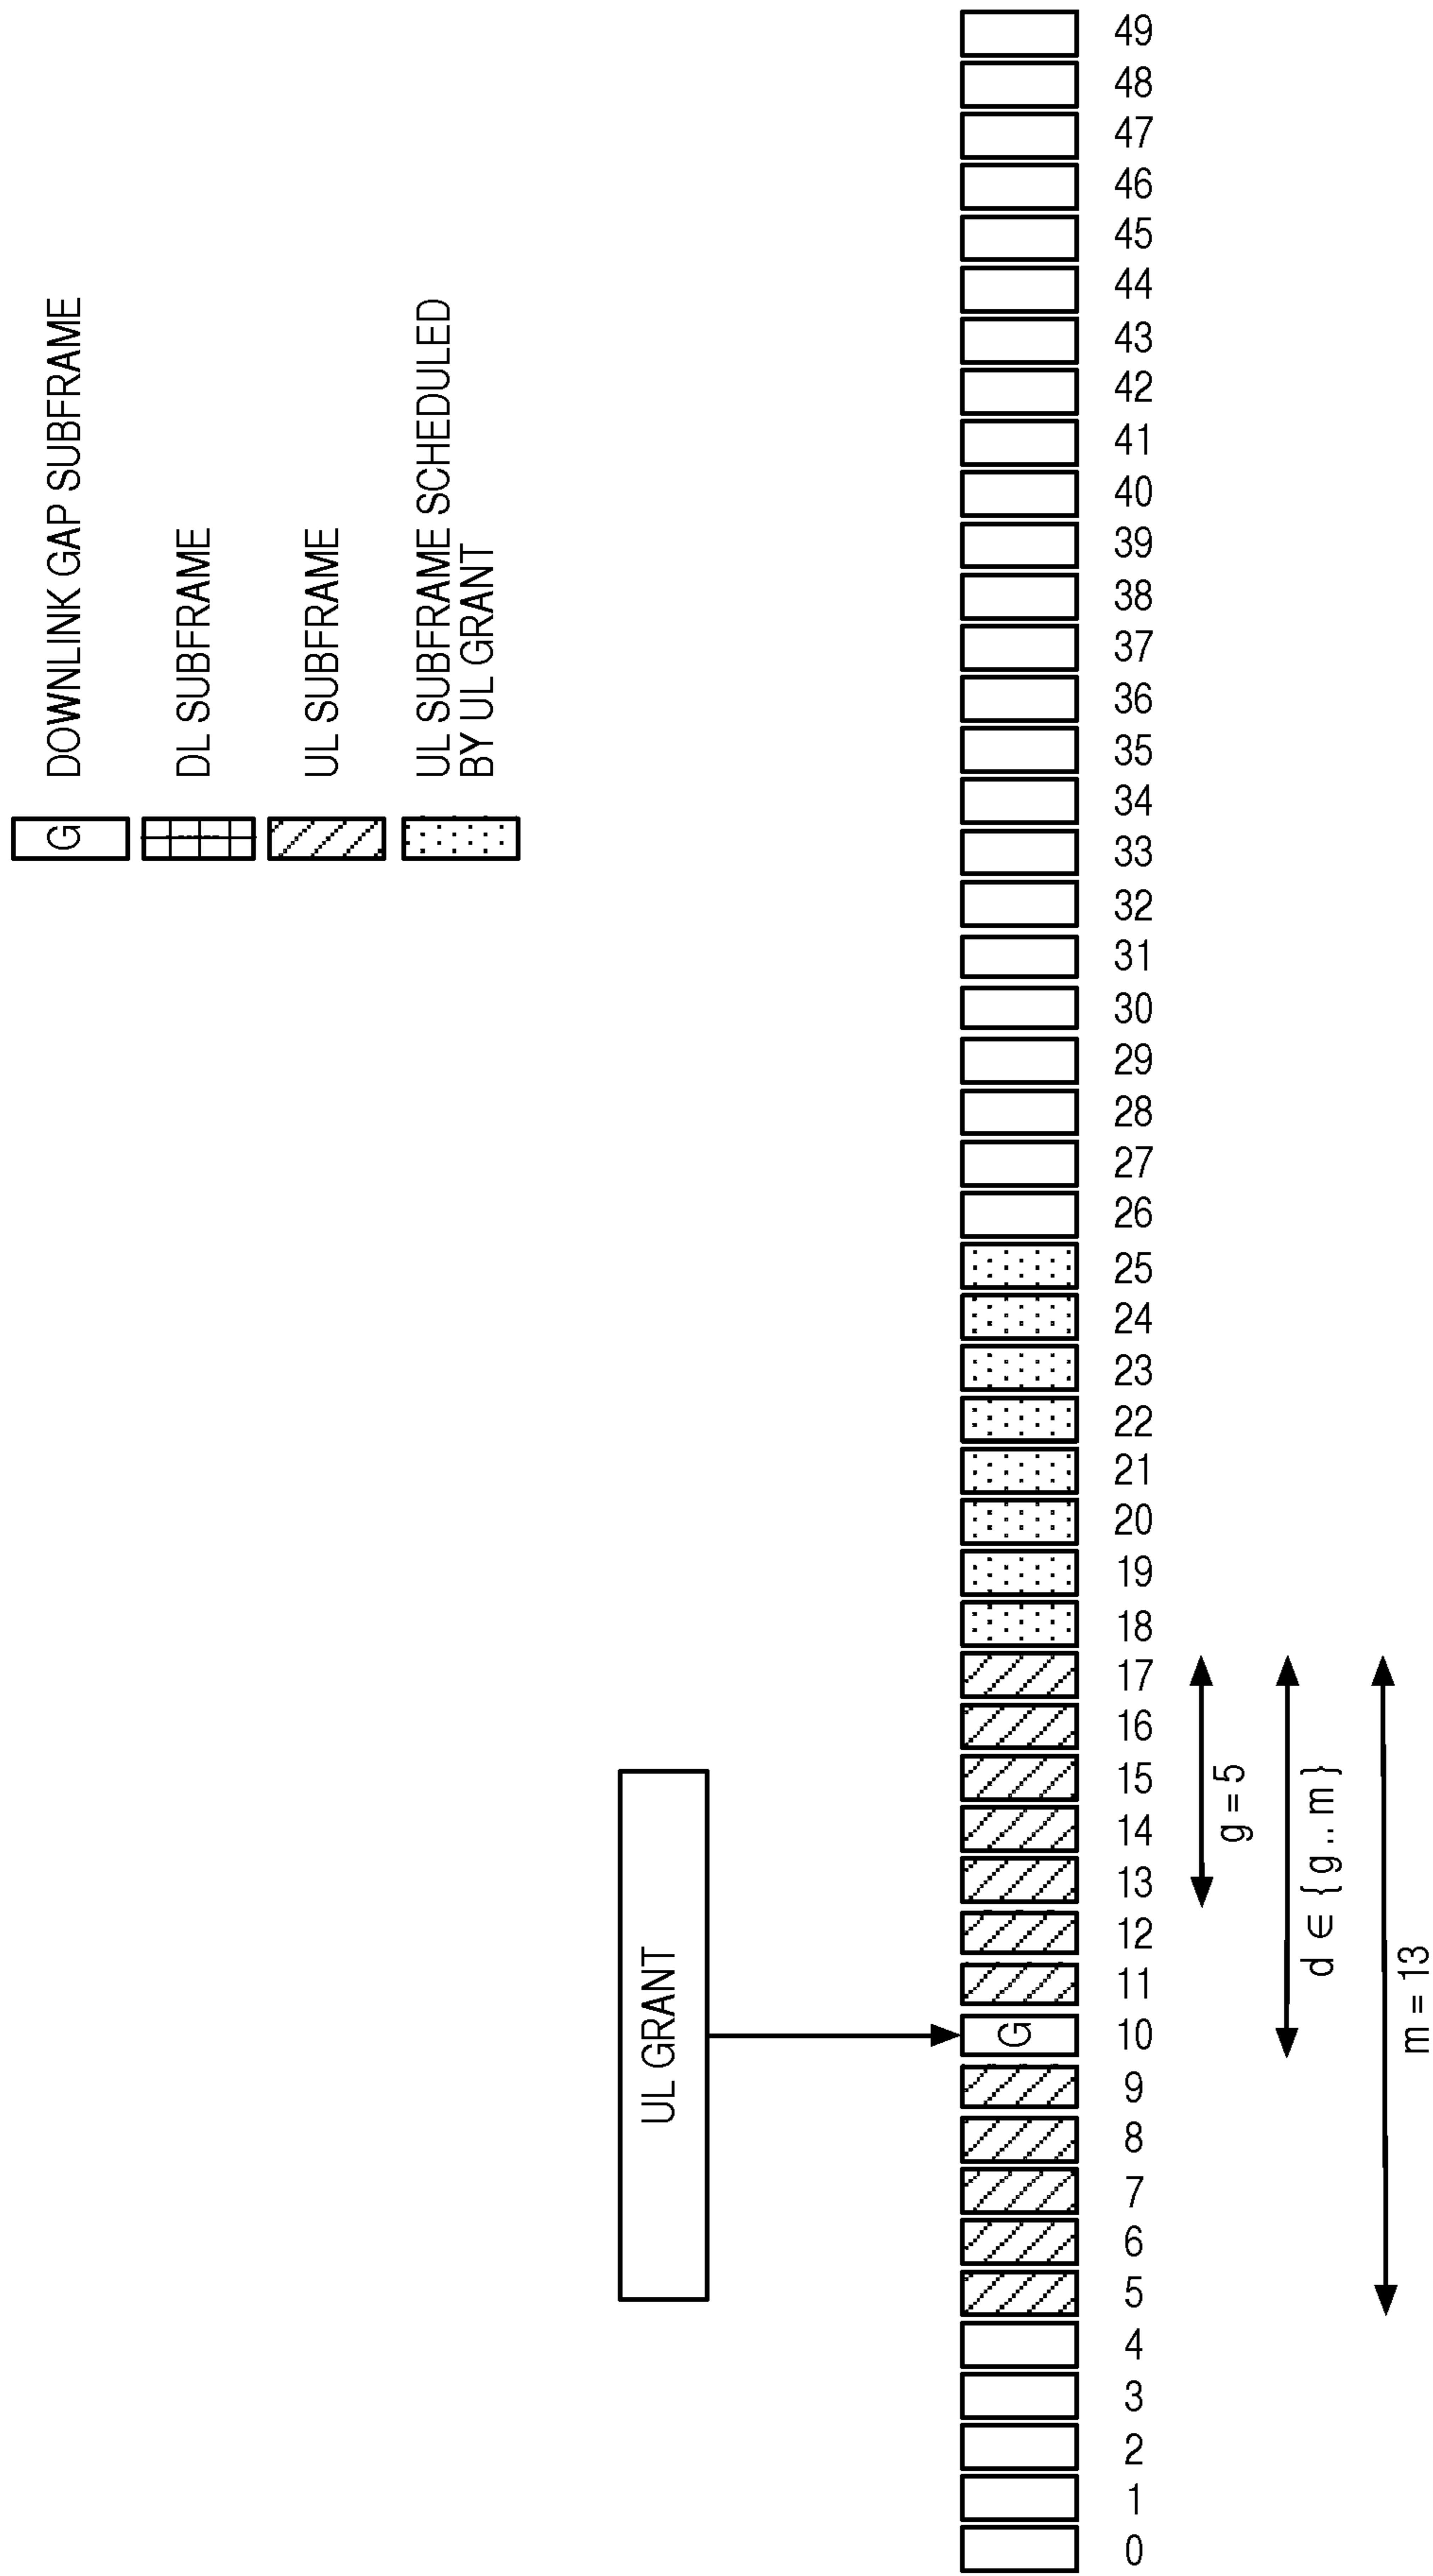 G DOWNLINK GAP SUBFRAME
DL SUBFRAME
UL SUBFRAME
UL SUBFRAME SCHEDULED
BY UL GRANT
UL GRANT
G
0 1 2 3 4 5 6 7 8 9 10 11 12 13 14 15 16 17 18 19 20 21 22 23 24 25 26 27 28 29 30 31 32 33 34 35 36 37 38 39 40 41 42 43 44 45 46 47 48 49
g = 5
d ∈ { g .. m }
m = 13